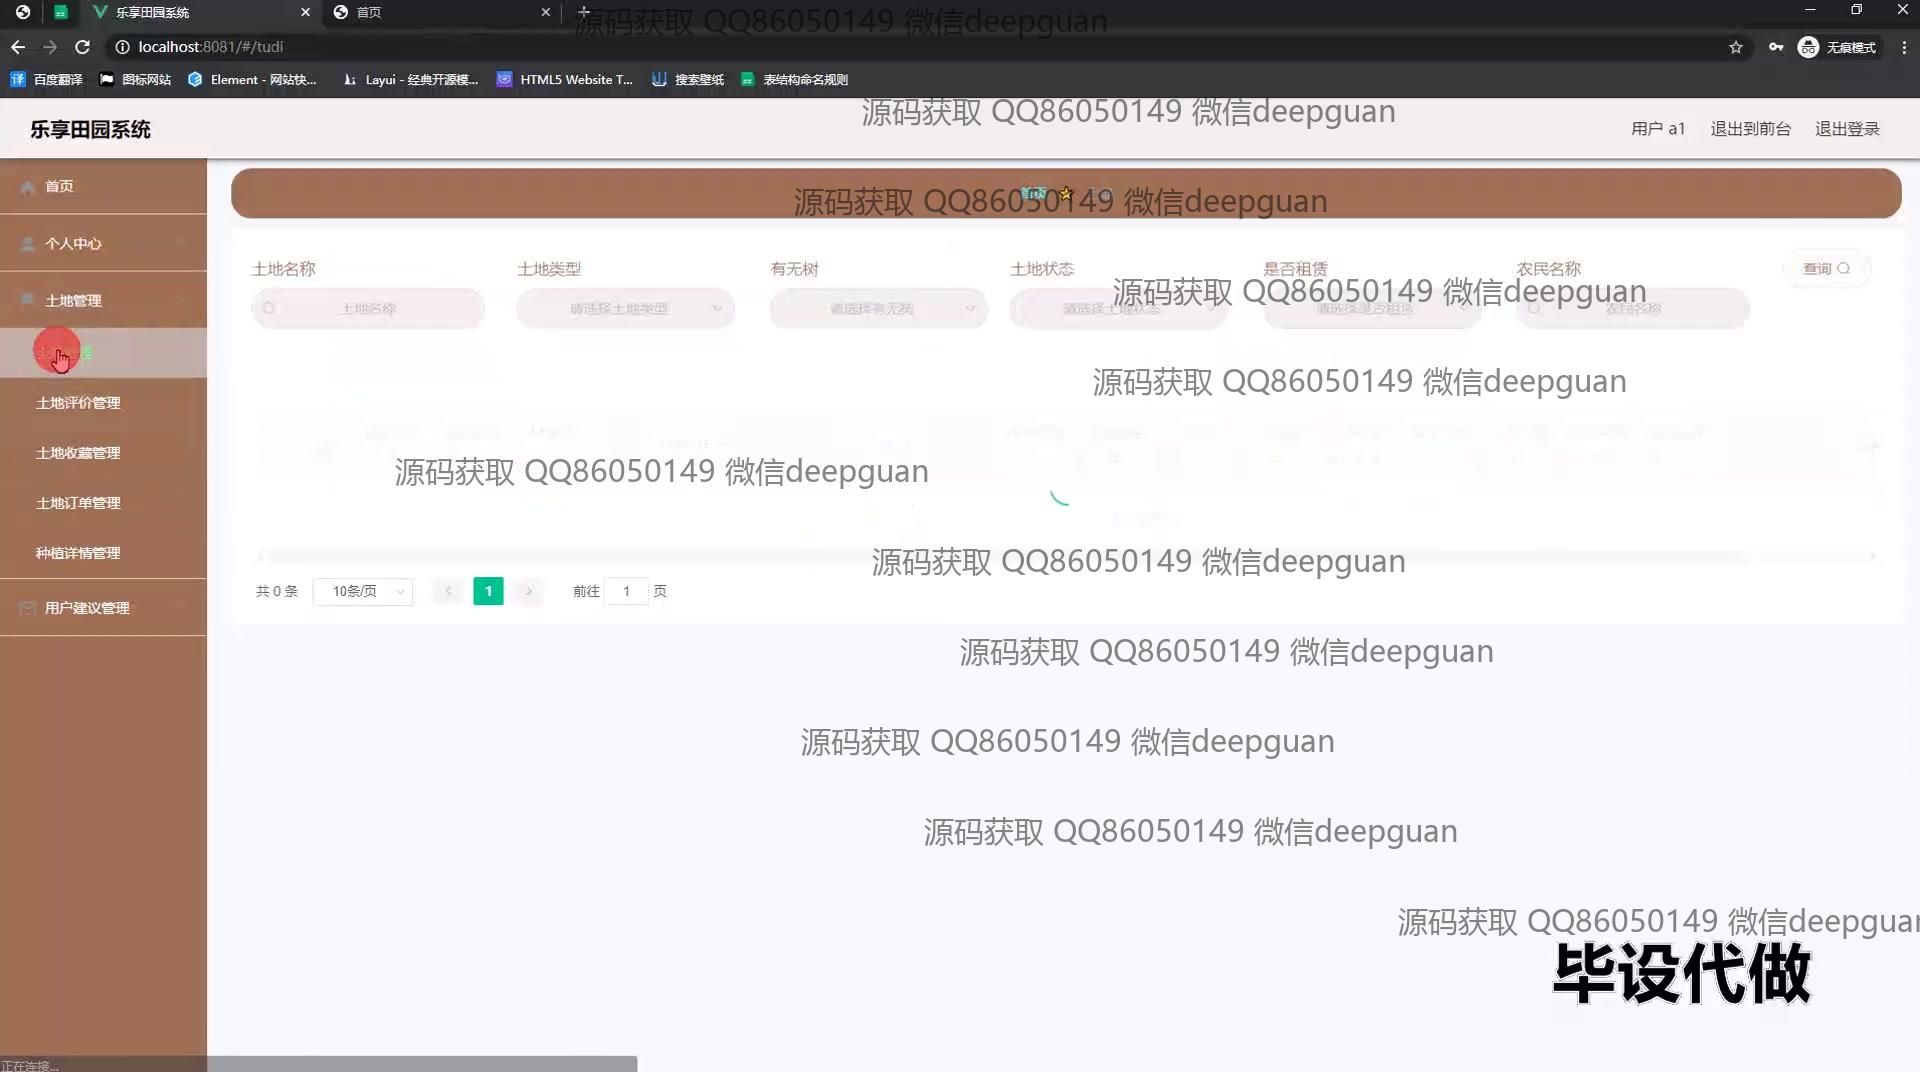 乐享田园系统
首页
localhost:8081/#/tudi
无痕模式
百度翻译
图标网站
Element - 网站快...
Layui - 经典开源模...
HTML5 Website T...
搜索壁纸
表结构命名规则
源码获取 QQ86050149 微信deepguan
源码获取 QQ86050149 微信deepguan
乐享田园系统
用户 a1
退出到前台
退出登录
首页
个人中心
土地管理
土地评价管理
土地收藏管理
土地订单管理
种植详情管理
用户建议管理
首页
源码获取 QQ86050149 微信deepguan
土地名称
土地类型
有无树
土地状态
是否租赁
农民名称
查询
土地名称
请选择土地类型
请选择有无树
请选择土地状态
请选择是否租赁
农民名称
源码获取 QQ86050149 微信deepguan
源码获取 QQ86050149 微信deepguan
源码获取 QQ86050149 微信deepguan
源码获取 QQ86050149 微信deepguan
共 0 条
10条/页
1
前往
1
页
源码获取 QQ86050149 微信deepguan
源码获取 QQ86050149 微信deepguan
源码获取 QQ86050149 微信deepguan
源码获取 QQ86050149 微信deepguan
毕设代做
正在连接...